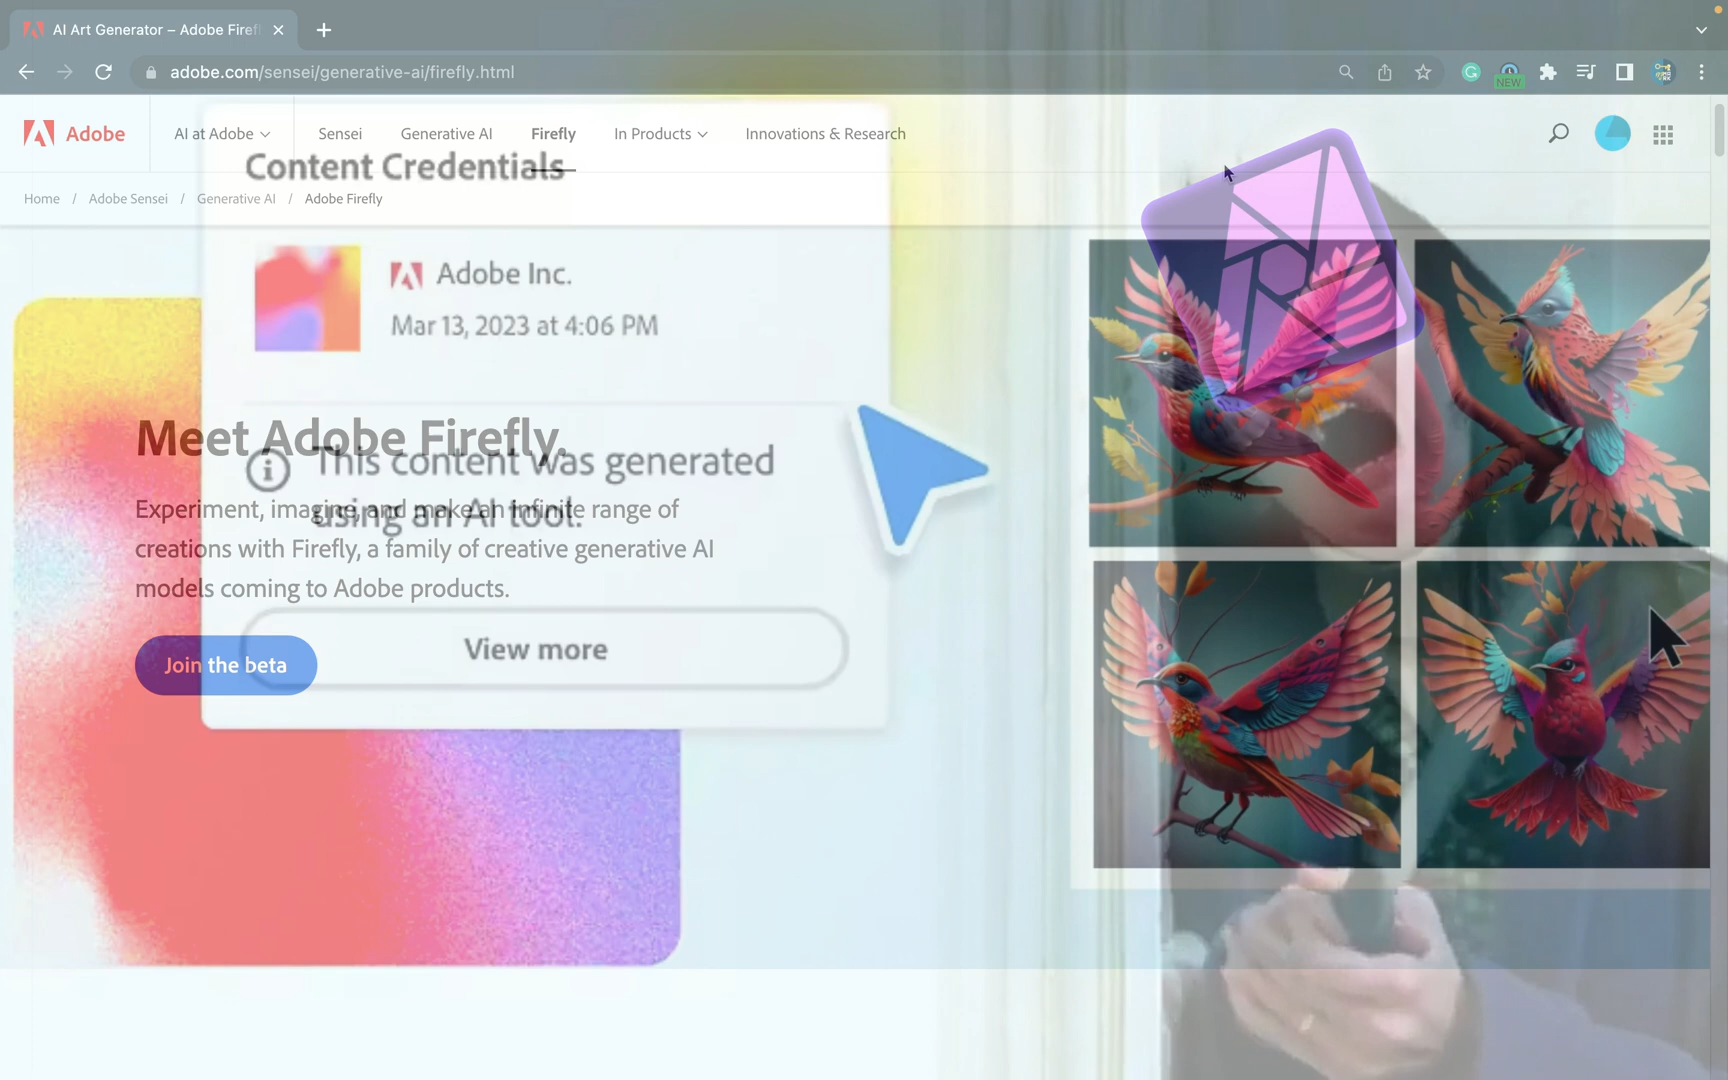 AI Art Generator – Adobe Firefl
adobe.com/sensei/generative-ai/firefly.html
NEW
Adobe
AI at Adobe
Sensei
Generative AI
Firefly
In Products
Innovations & Research
Content Credentials
Home / Adobe Sensei / Generative AI / Adobe Firefly
Adobe Inc.
Mar 13, 2023 at 4:06 PM
Meet Adobe Firefly.
This content was generated
using an AI tool.
Experiment, imagine, and make an infinite range of
creations with Firefly, a family of creative generative AI
models coming to Adobe products.
View more
Join the beta